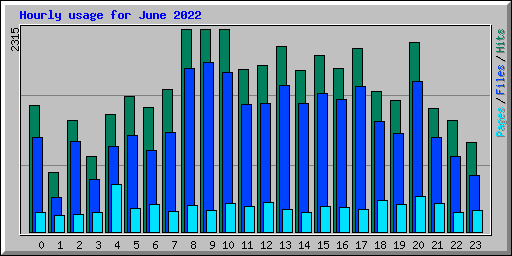 Hourly usage for June 2022
2315
Pages/Files/Hits
0 1 2 3 4 5 6 7 8 9 10 11 12 13 14 15 16 17 18 19 20 21 22 23